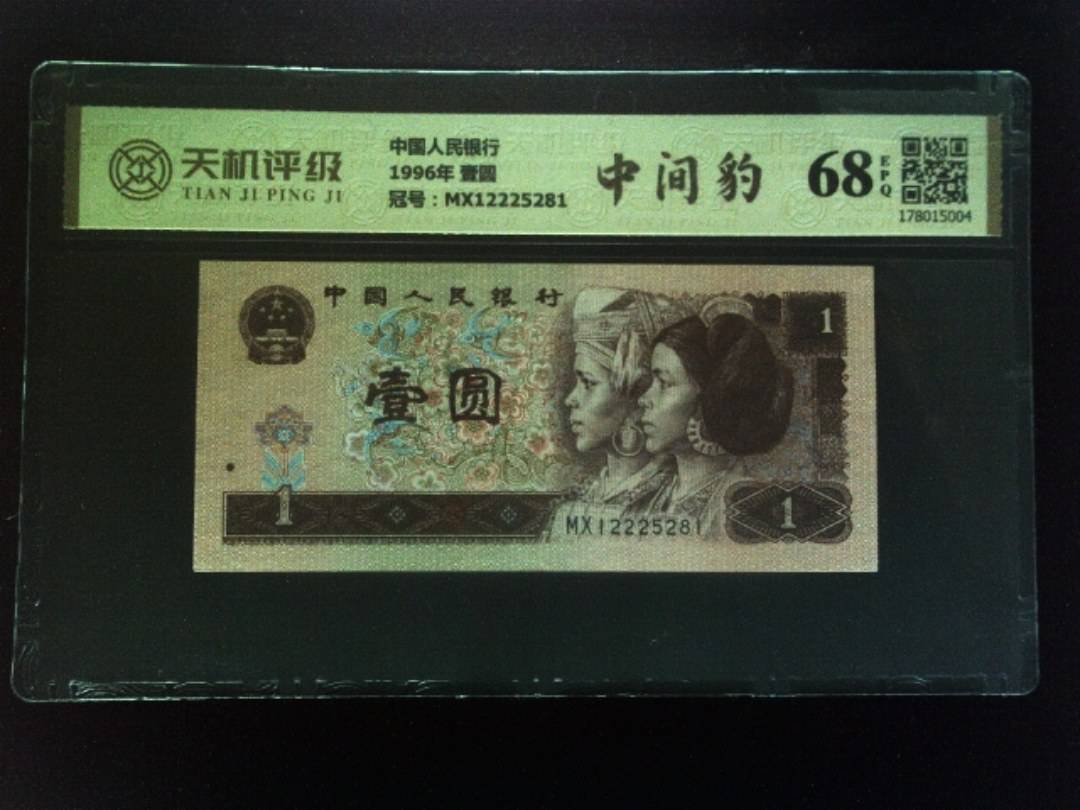 天机评级
TIAN JI PING JI
中国人民银行
1996年 壹圆
冠号：MX12225281
中间豹
68
EPQ
178015004
中国人民银行
1
壹圆
1
MX12225281
1